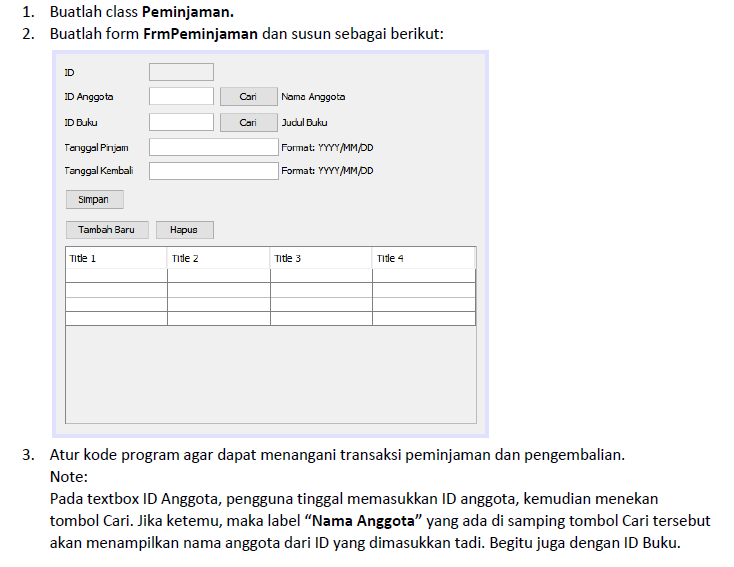 1. Buatlah class Peminjaman.
2. Buatlah form FrmPeminjaman dan susun sebagai berikut:
ID
ID Anggota Cari Nama Anggota
ID Buku Cari Judul Buku
Tanggal Pinjam Format: YYYY/MM/DD
Tanggal Kembali Format: YYYY/MM/DD
Simpan
Tambah Baru Hapus
Title 1 Title 2 Title 3 Title 4
3. Atur kode program agar dapat menangani transaksi peminjaman dan pengembalian.
Note:
Pada textbox ID Anggota, pengguna tinggal memasukkan ID anggota, kemudian menekan
tombol Cari. Jika ketemu, maka label “Nama Anggota” yang ada di samping tombol Cari tersebut
akan menampilkan nama anggota dari ID yang dimasukkan tadi. Begitu juga dengan ID Buku.